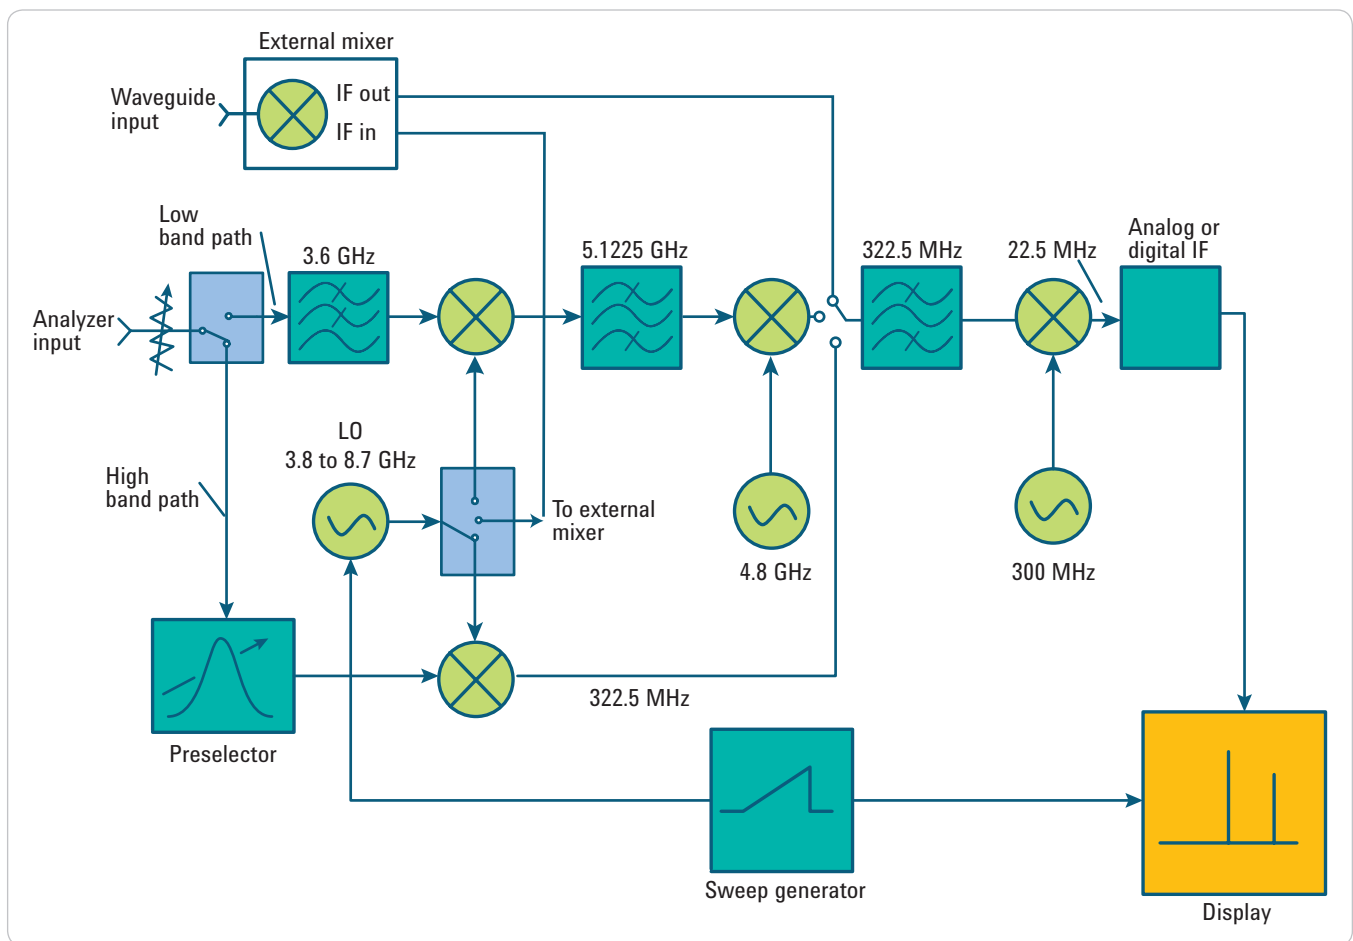 External mixer
Waveguide
input
IF out
IF in
Low
band path
3.6 GHz
5.1225 GHz
322.5 MHz
22.5 MHz
Analog or
digital IF
Analyzer
input
LO
3.8 to 8.7 GHz
High
band path
To external
mixer
4.8 GHz
300 MHz
322.5 MHz
Preselector
Sweep generator
Display